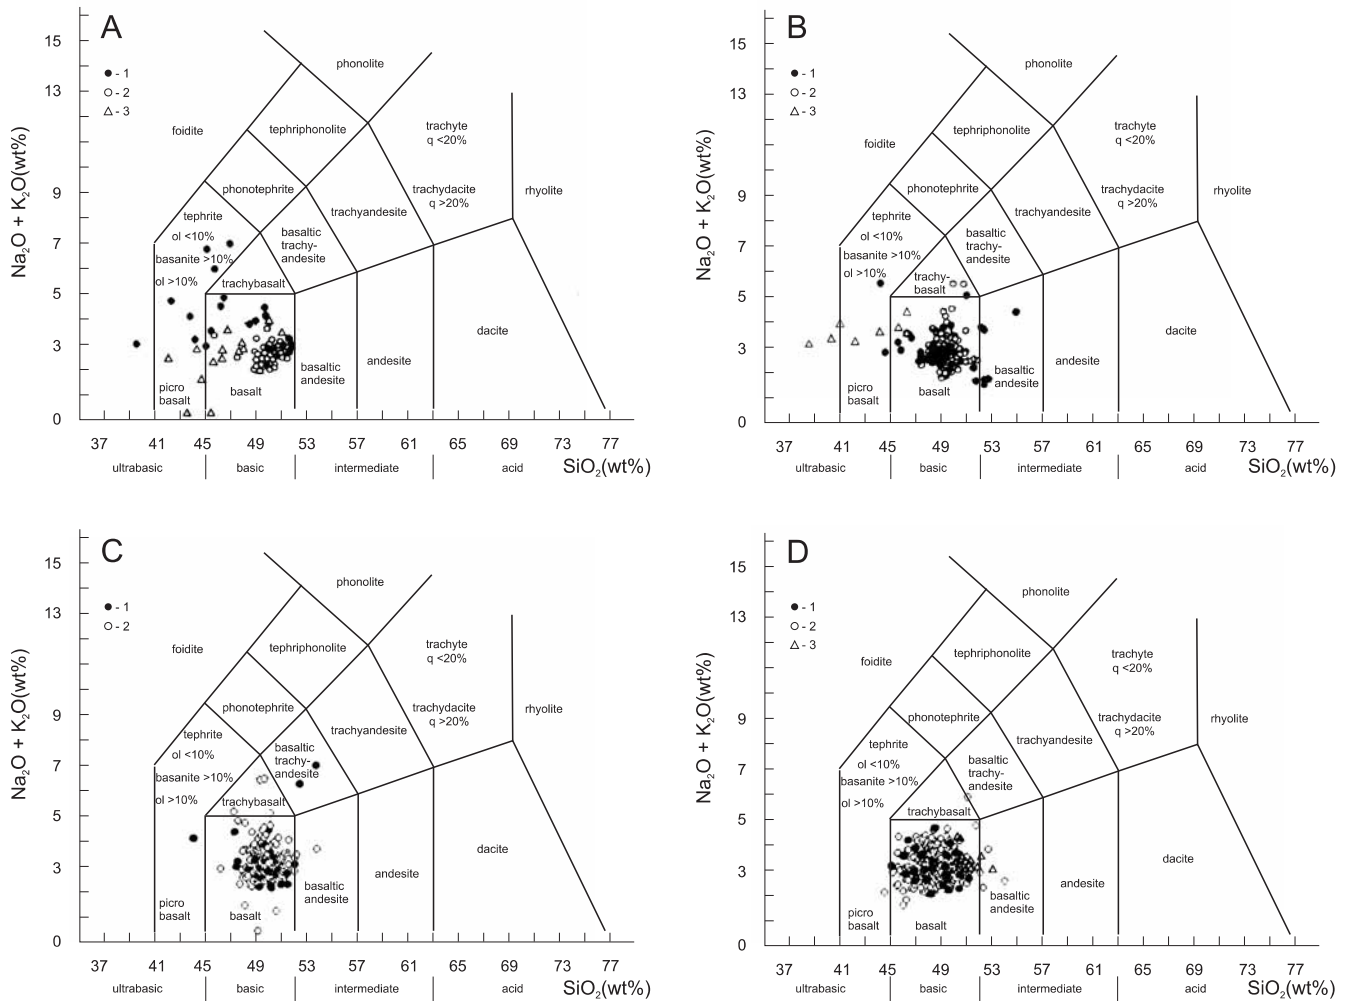 A
- 1
- 2
- 3
15
13
9
7
5
3
0
Na2O + K2O(wt%)
phonolite
foidite
tephriphonolite
trachyte
q <20%
phonotephrite
trachydacite
q >20%
rhyolite
tephrite
ol <10%
basanite >10%
ol >10%
basaltic
trachy-
andesite
trachyandesite
trachybasalt
dacite
picro
basalt
basalt
basaltic
andesite
andesite
37 41 45 49 53 57 61 65 69 73 77
ultrabasic basic intermediate acid SiO2(wt%)
B
- 1
- 2
- 3
15
13
9
7
5
3
0
Na2O + K2O(wt%)
phonolite
foidite
tephriphonolite
trachyte
q <20%
phonotephrite
trachydacite
q >20%
rhyolite
tephrite
ol <10%
basanite >10%
ol >10%
basaltic
trachy-
andesite
trachyandesite
trachy-
basalt
dacite
picro
basalt
basalt
basaltic
andesite
andesite
37 41 45 49 53 57 61 65 69 73 77
ultrabasic basic intermediate acid SiO2(wt%)
C
- 1
- 2
15
13
9
7
5
3
0
Na2O + K2O(wt%)
phonolite
foidite
tephriphonolite
trachyte
q <20%
phonotephrite
trachydacite
q >20%
rhyolite
tephrite
ol <10%
basanite >10%
ol >10%
basaltic
trachy-
andesite
trachyandesite
trachybasalt
dacite
picro
basalt
basalt
basaltic
andesite
andesite
37 41 45 49 53 57 61 65 69 73 77
ultrabasic basic intermediate acid SiO2(wt%)
D
- 1
- 2
- 3
15
13
9
7
5
3
0
Na2O + K2O(wt%)
phonolite
foidite
tephriphonolite
trachyte
q <20%
phonotephrite
trachydacite
q >20%
rhyolite
tephrite
ol <10%
basanite >10%
ol >10%
basaltic
trachy-
andesite
trachyandesite
trachybasalt
dacite
picro
basalt
basalt
basaltic
andesite
andesite
37 41 45 49 53 57 61 65 69 73 77
ultrabasic basic intermediate acid SiO2(wt%)